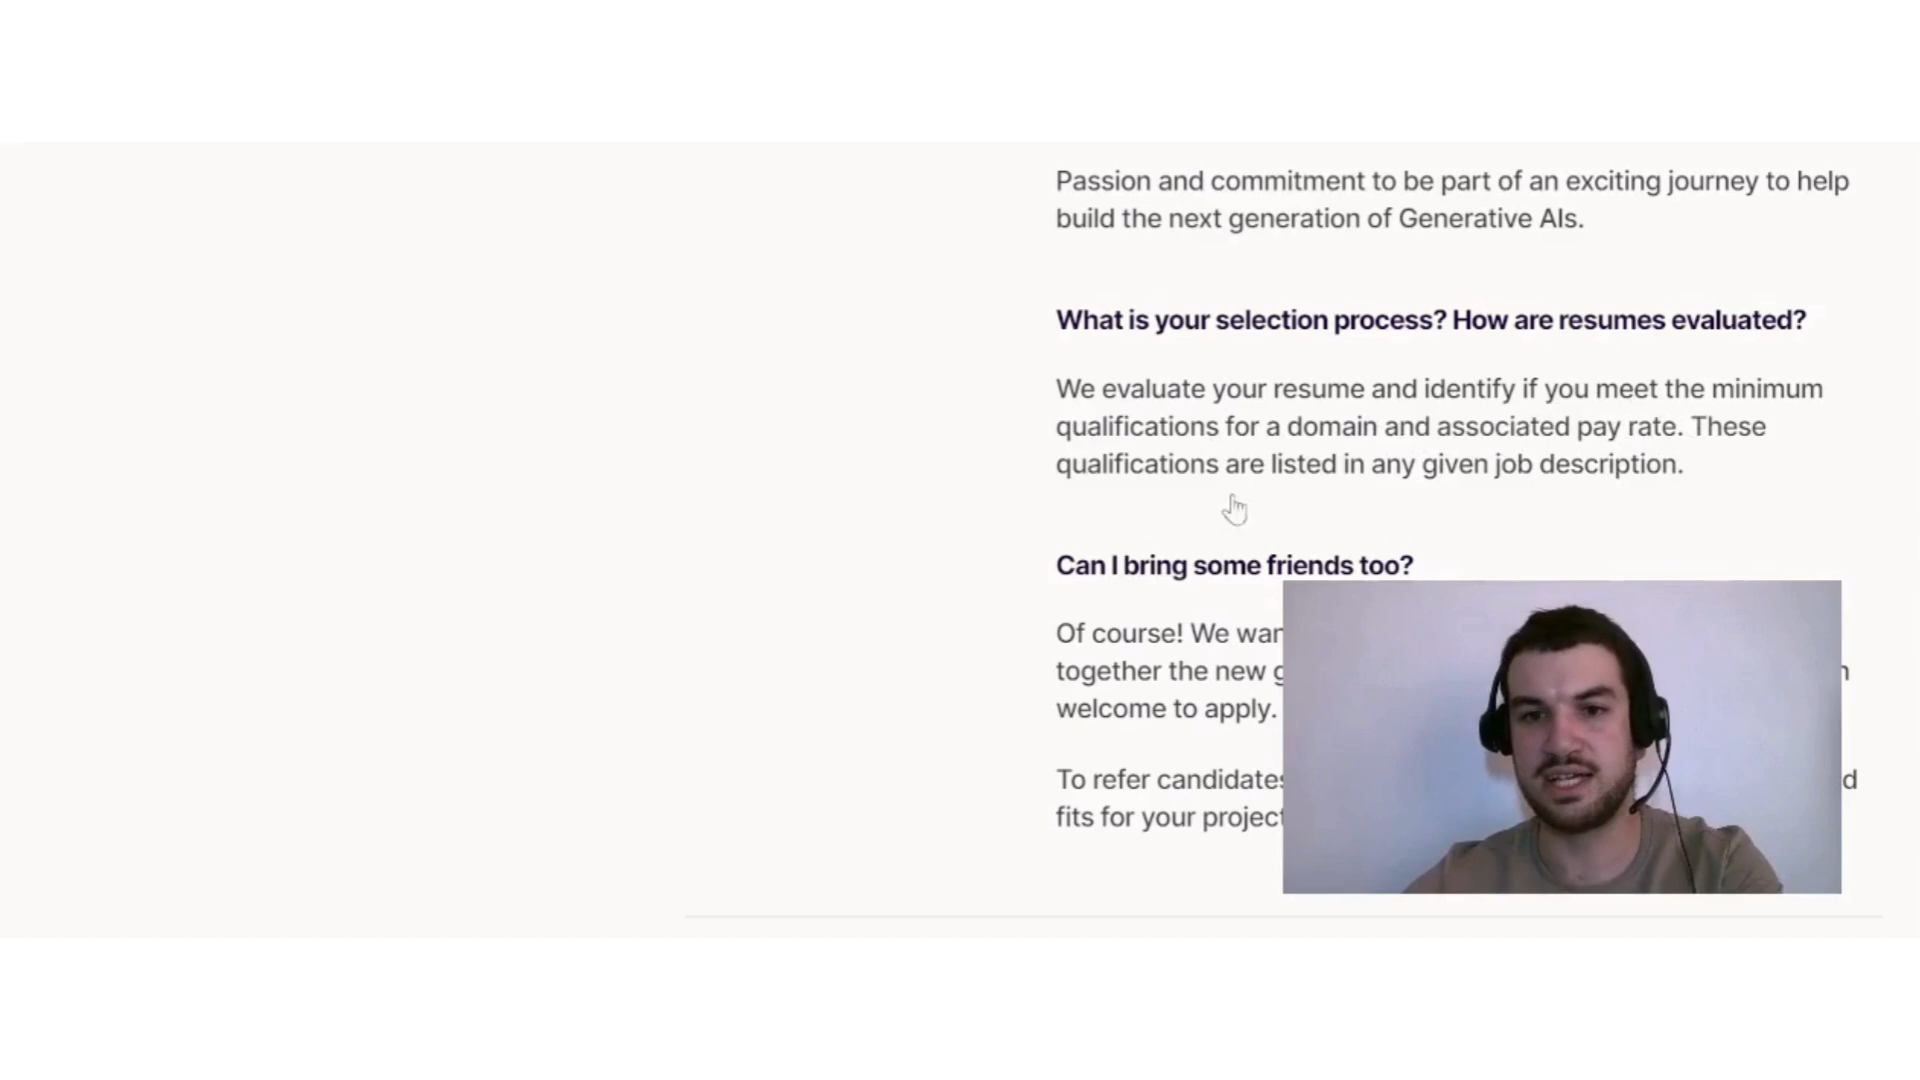 Passion and commitment to be part of an exciting journey to help
build the next generation of Generative AIs.
What is your selection process? How are resumes evaluated?
We evaluate your resume and identify if you meet the minimum
qualifications for a domain and associated pay rate. These
qualifications are listed in any given job description.
Can I bring some friends too?
Of course! We
together the new
welcome to apply.
To refer
fits for your